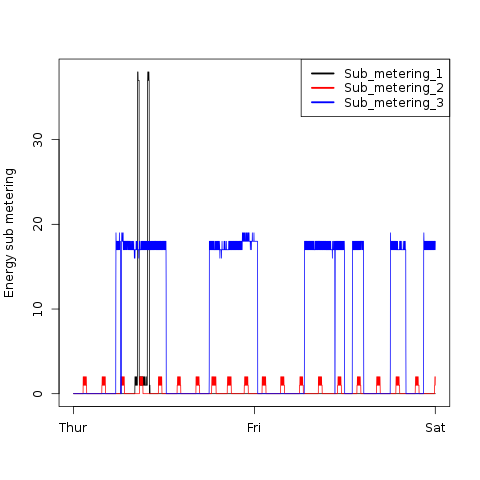 Sub_metering_1
Sub_metering_2
Sub_metering_3
Energy sub metering
30
20
10
0
Thur Fri Sat